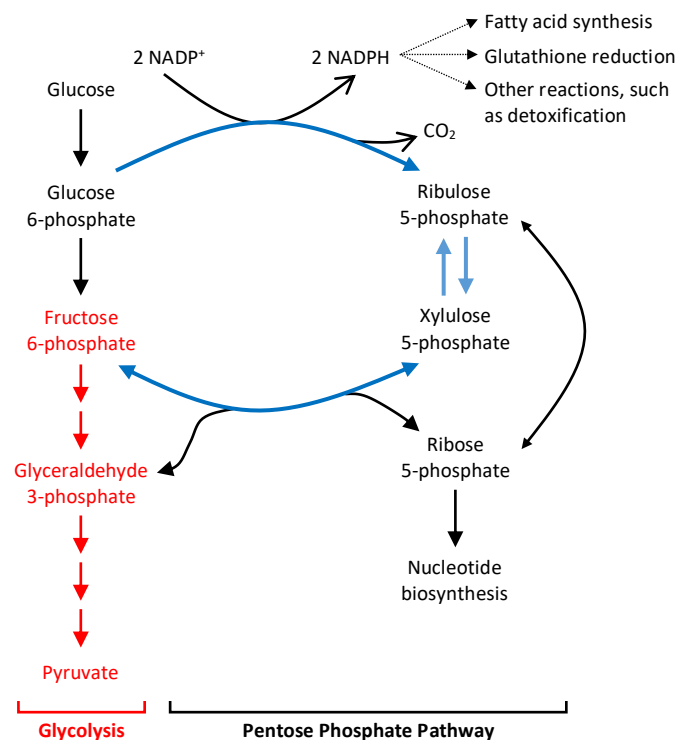 Fatty acid synthesis
2 NADP⁺
2 NADPH
Glutathione reduction
Glucose
Other reactions, such
as detoxification
CO₂
Glucose
6-phosphate
Ribulose
5-phosphate
Fructose
6-phosphate
Xylulose
5-phosphate
Glyceraldehyde
3-phosphate
Ribose
5-phosphate
Nucleotide
biosynthesis
Pyruvate
Glycolysis
Pentose Phosphate Pathway